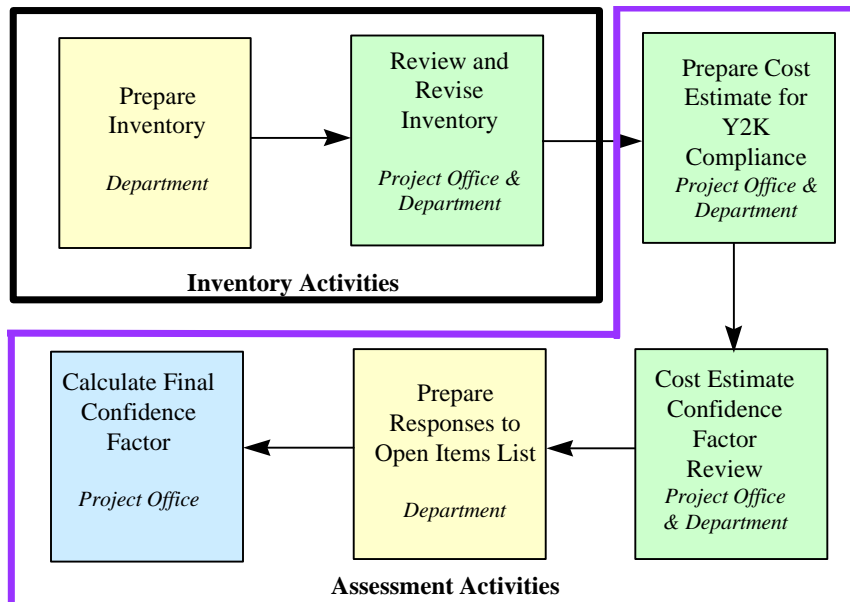 Prepare
Inventory
Department
Review and
Revise
Inventory
Project Office &
Department
Inventory Activities
Prepare Cost
Estimate for
Y2K
Compliance
Project Office &
Department
Cost Estimate
Confidence
Factor
Review
Project Office
& Department
Prepare
Responses to
Open Items List
Department
Calculate Final
Confidence
Factor
Project Office
Assessment Activities